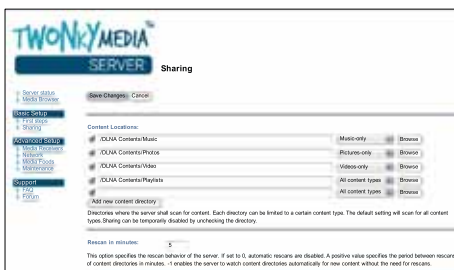 TWONKYMEDIA
SERVER
Sharing
Server status
Media Browser
Save Changes Cancel
Basic Setup
First steps
Sharing
Content Locations:
/DLNA Contents/Music Music-only Browse
Advanced Setup
Media Receivers
/DLNA Contents/Photos Pictures-only Browse
Network
Media Feeds
/DLNA Contents/Video Videos-only Browse
Maintenance
/DLNA Contents/Playlists All content types Browse
Support
All content types Browse
FAQ
Forum
Add new content directory
Directories where the server shall scan for content. Each directory can be limited to a certain content type. The default setting will scan for all content
types.Sharing can be temporarily disabled by unchecking the directory.
Rescan in minutes: 5
This option specifies the rescan behavior of the server. If set to 0, automatic rescans are disabled. A positive value specifies the period between rescans
of content directories in minutes. -1 enables the server to watch content directories automatically for new content without the need for rescans.